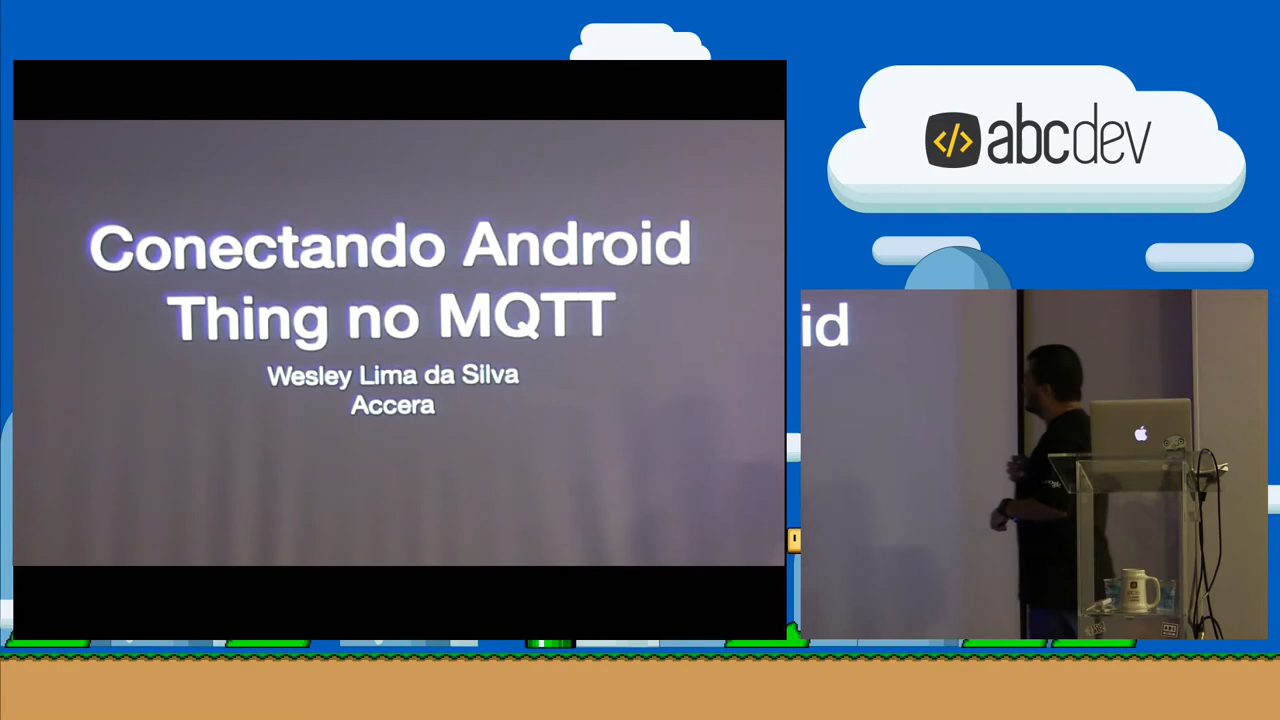 Conectando Android
Thing no MQTT
Wesley Lima da Silva
Accera
</> abcdev
id